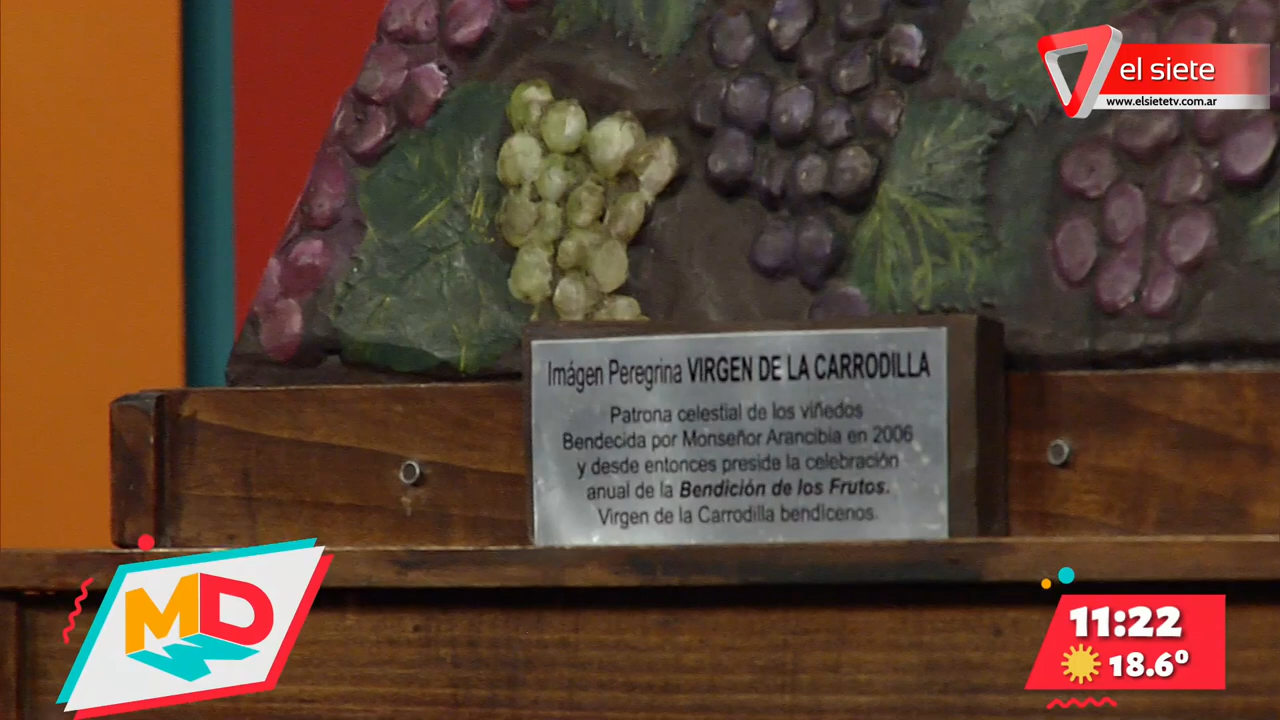 el siete
www.elsietetv.com.ar
Imágen Peregrina VIRGEN DE LA CARRODILLA
Patrona celestial de los viñedos
Bendecida por Monseñor Arancibia en 2006
y desde entonces preside la celebración
anual de la Bendición de los Frutos.
Virgen de la Carrodilla bendícenos.
MD
11:22
18.6º